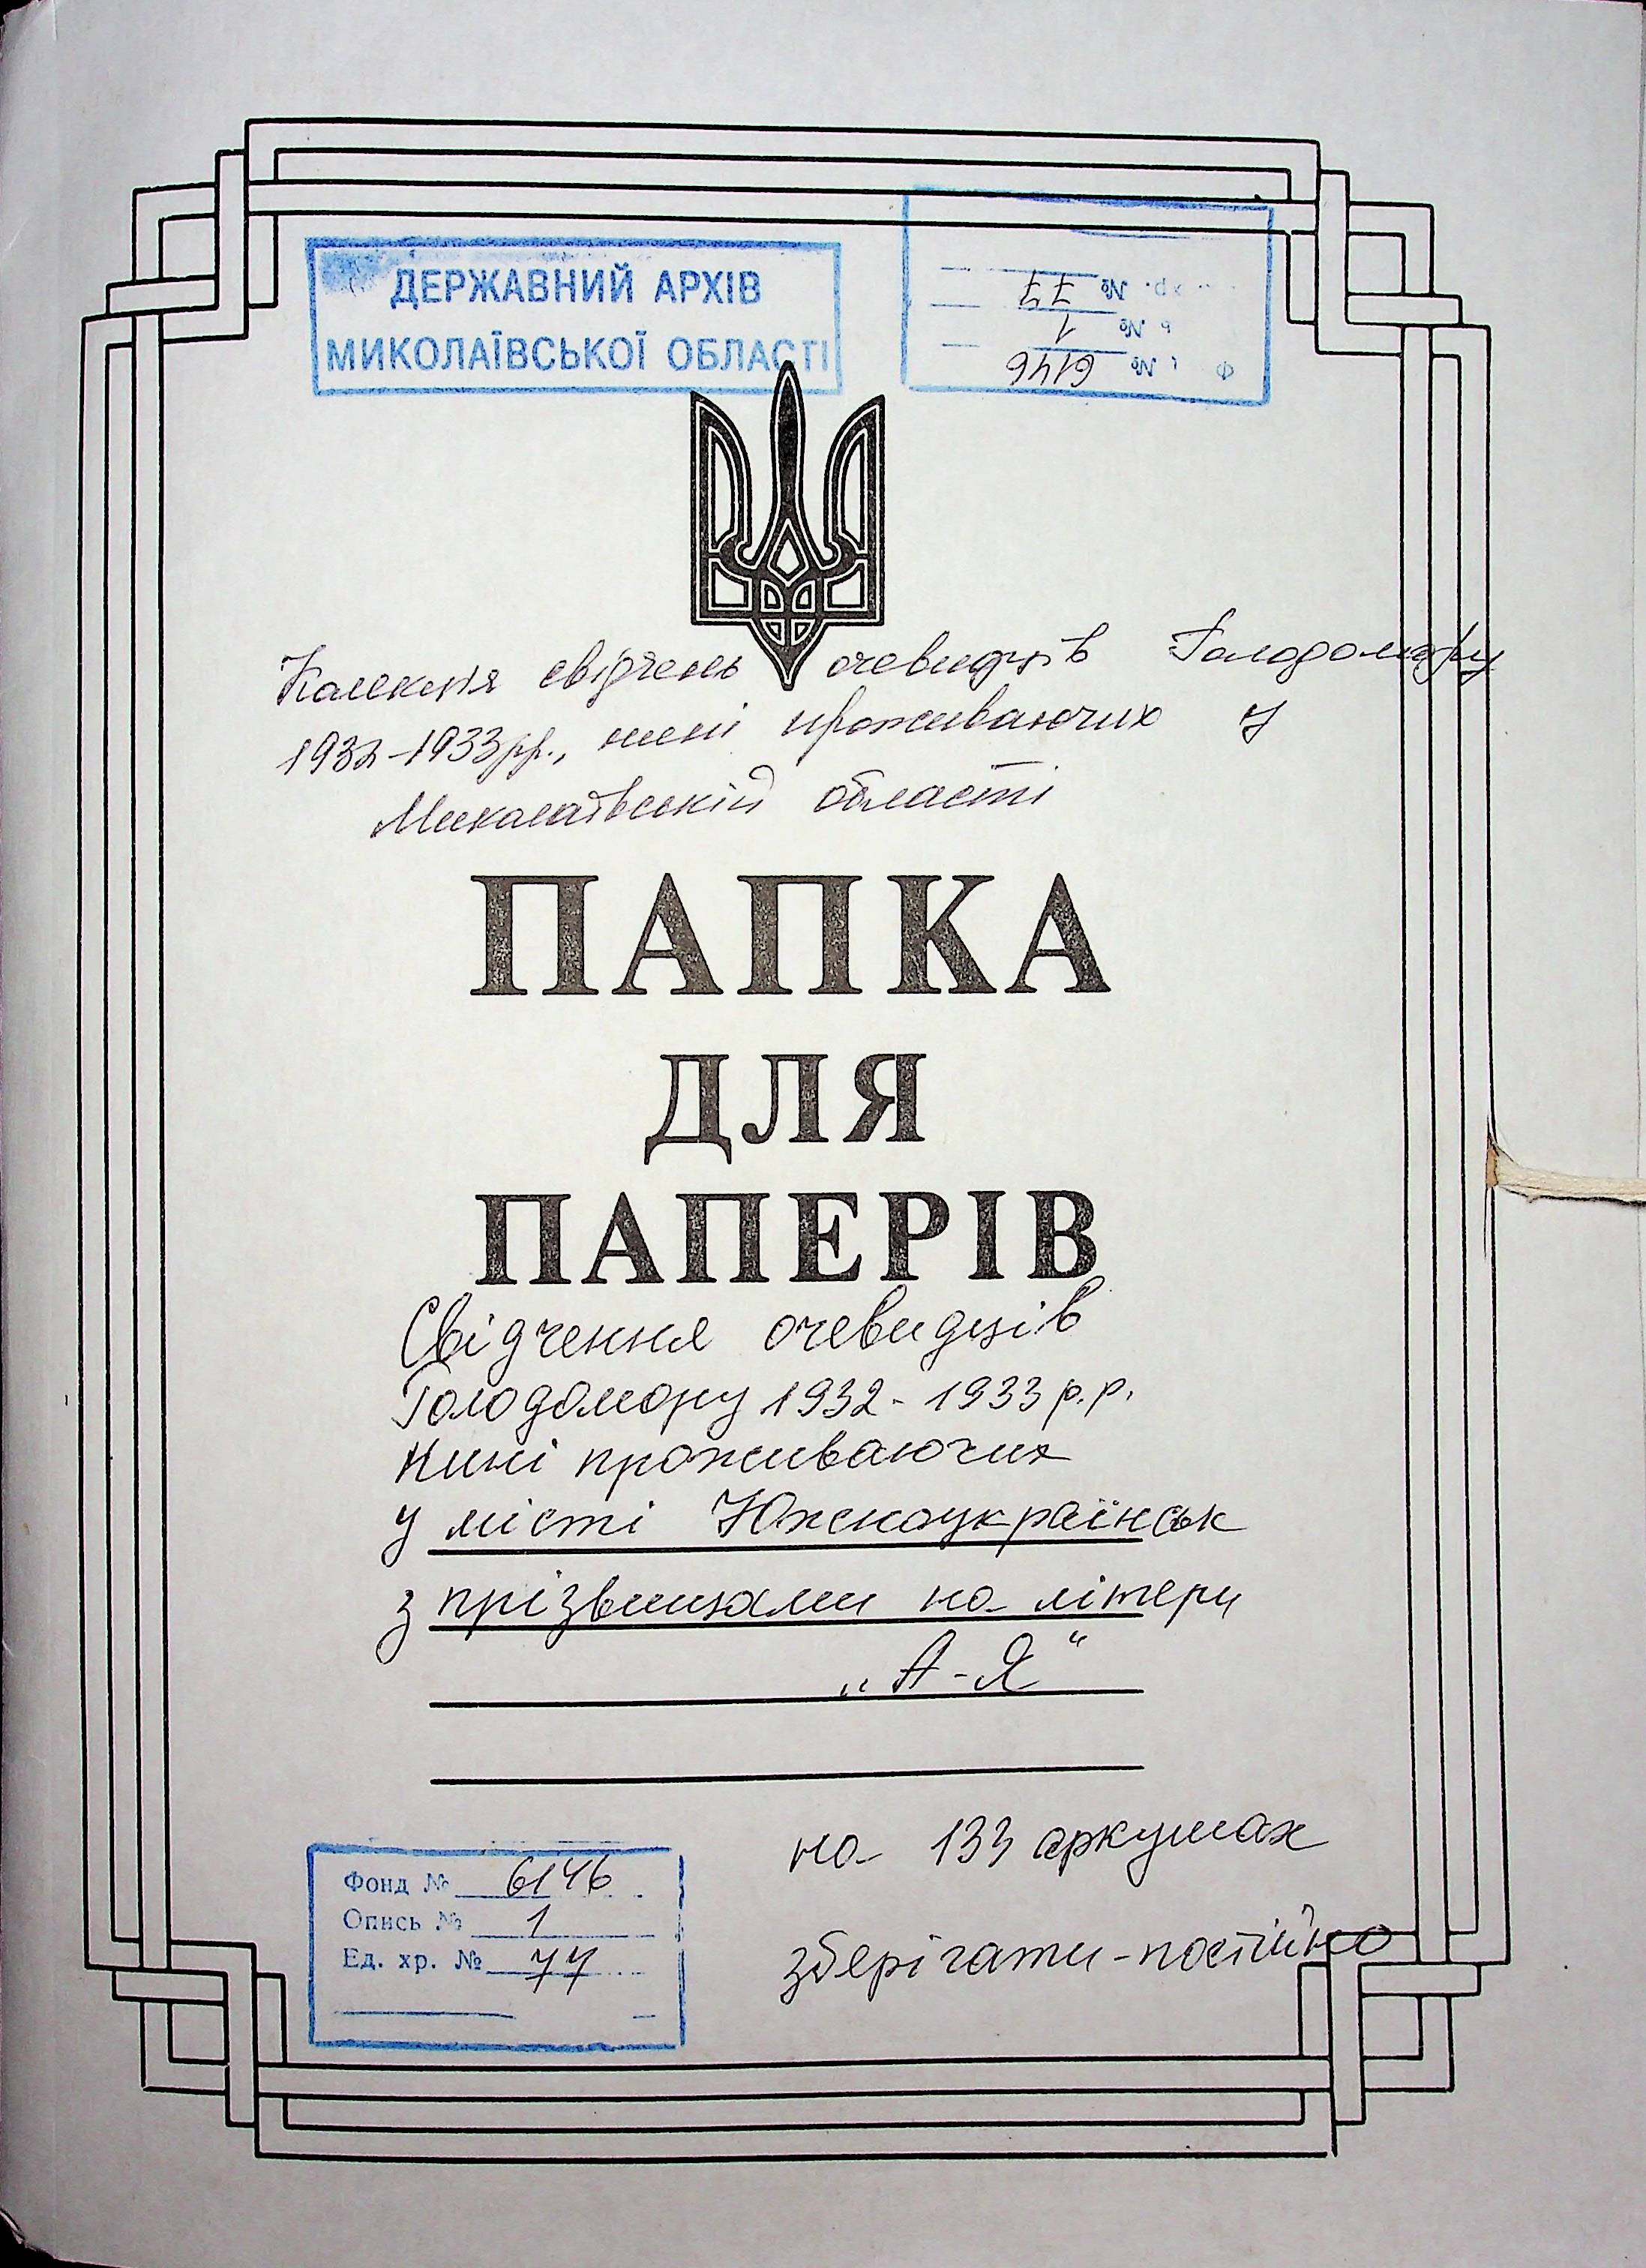 ДЕРЖАВНИЙ АРХІВ
МИКОЛАЇВСЬКОЇ ОБЛАСТІ
Ф № 6146
№ 1
хр. № 77
Колекція свідчень очевидців Голодомору
1932-1933рр., нині проживаючих у
Миколаївській області
ПАПКА
ДЛЯ
ПАПЕРІВ
Свідчення очевидців
Голодомору 1932-1933 р.р.
нині проживаючих
у місті Южноукраїнськ
з прізвищами на літери
„А-Я“
на 133 аркушах
зберігати-постійно
Фонд № 6146
Опись № 1
Ед. хр. № 77